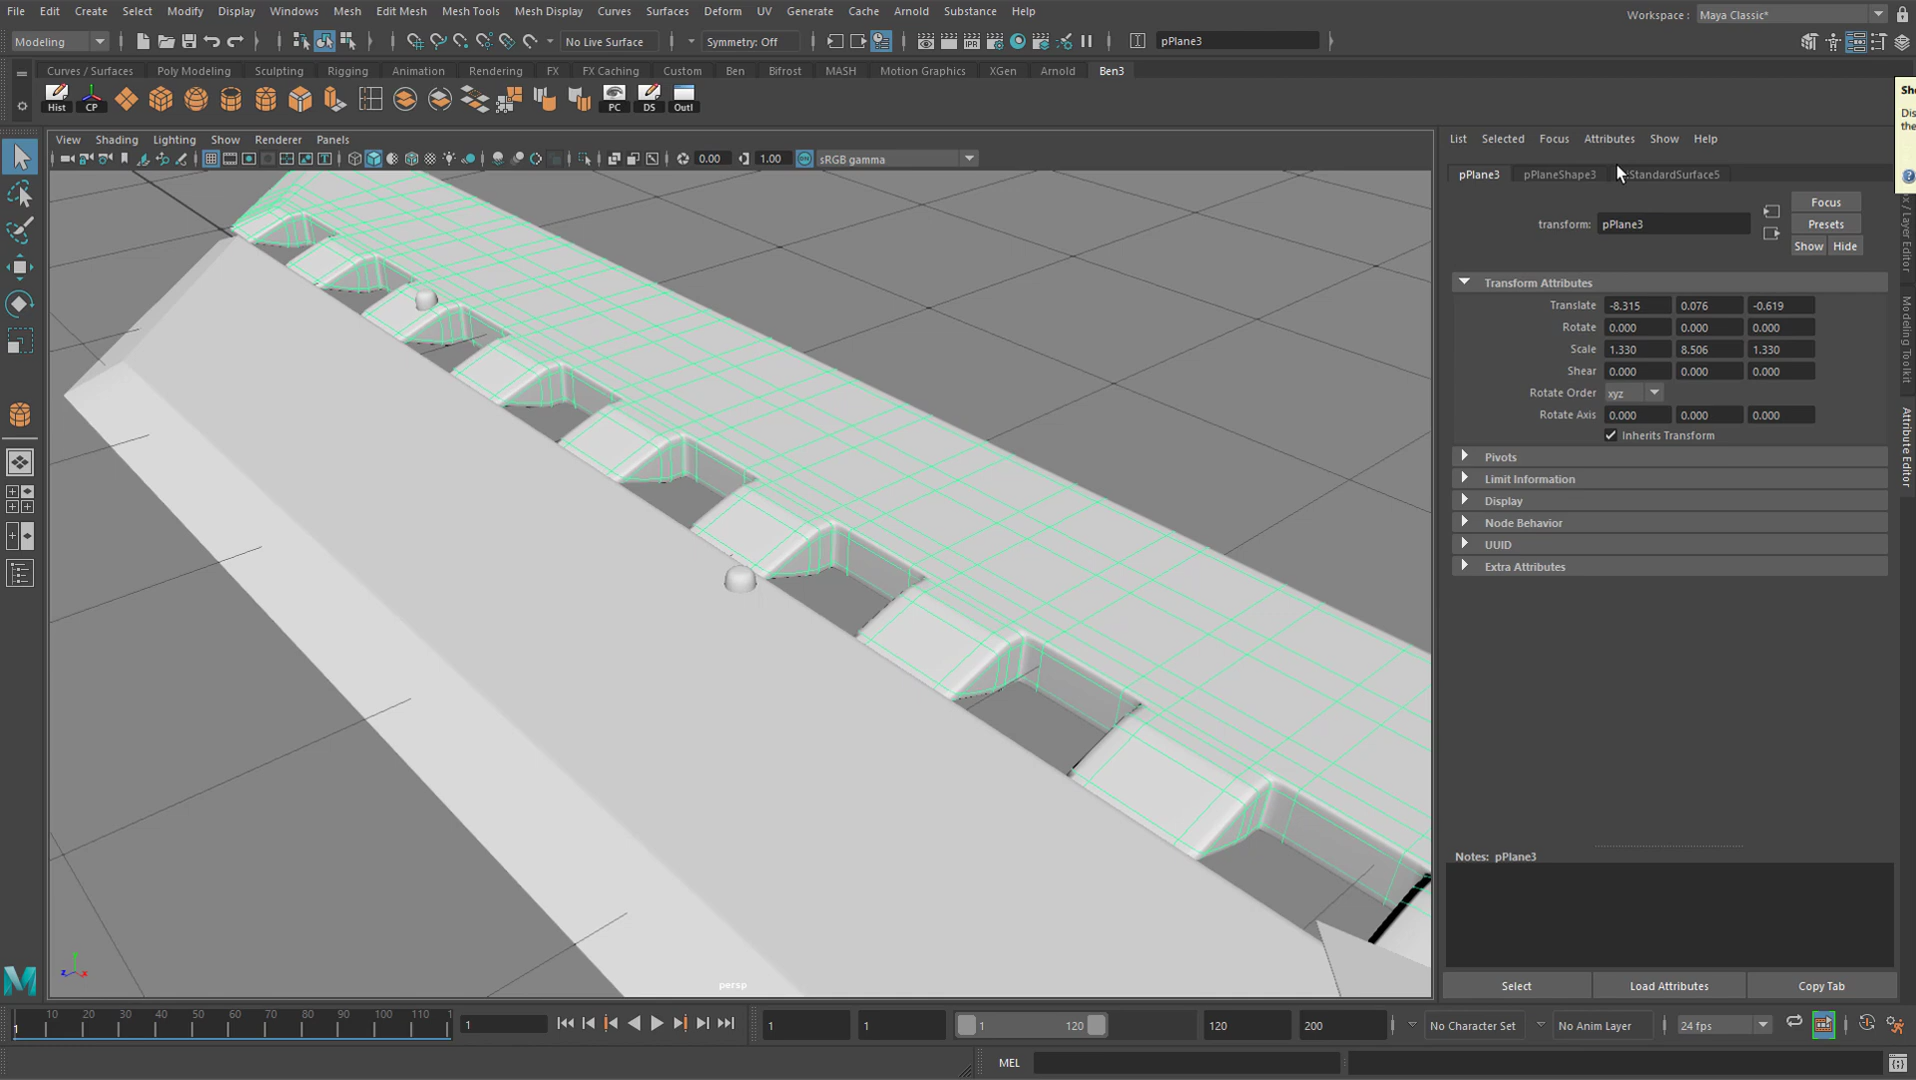 File Edit Create Select Modify Display Windows Mesh Edit Mesh Mesh Tools Mesh Display Curves Surfaces Deform UV Generate Cache Arnold Substance Help
Workspace : Maya Classic*
Modeling No Live Surface Symmetry: Off IPR pPlane3
Curves / Surfaces Poly Modeling Sculpting Rigging Animation Rendering FX FX Caching Custom Ben Bifrost MASH Motion Graphics XGen Arnold Ben3
Hist CP PC DS Outl
View Shading Lighting Show Renderer Panels
0.00 1.00 ON sRGB gamma
List Selected Focus Attributes Show Help
pPlane3 pPlaneShape3 StandardSurface5
transform: pPlane3
Focus
Presets
Show Hide
Transform Attributes
Translate -8.315 0.076 -0.619
Rotate 0.000 0.000 0.000
Scale 1.330 8.506 1.330
Shear 0.000 0.000 0.000
Rotate Order xyz
Rotate Axis 0.000 0.000 0.000
Inherits Transform
Pivots
Limit Information
Display
Node Behavior
UUID
Extra Attributes
Notes: pPlane3
Select Load Attributes Copy Tab
Modeling Toolkit
Attribute Editor
persp
y
z x
10 20 30 40 50 60 70 80 90 100 110
1
1
1 1 1 120 120 200
No Character Set No Anim Layer 24 fps
MEL